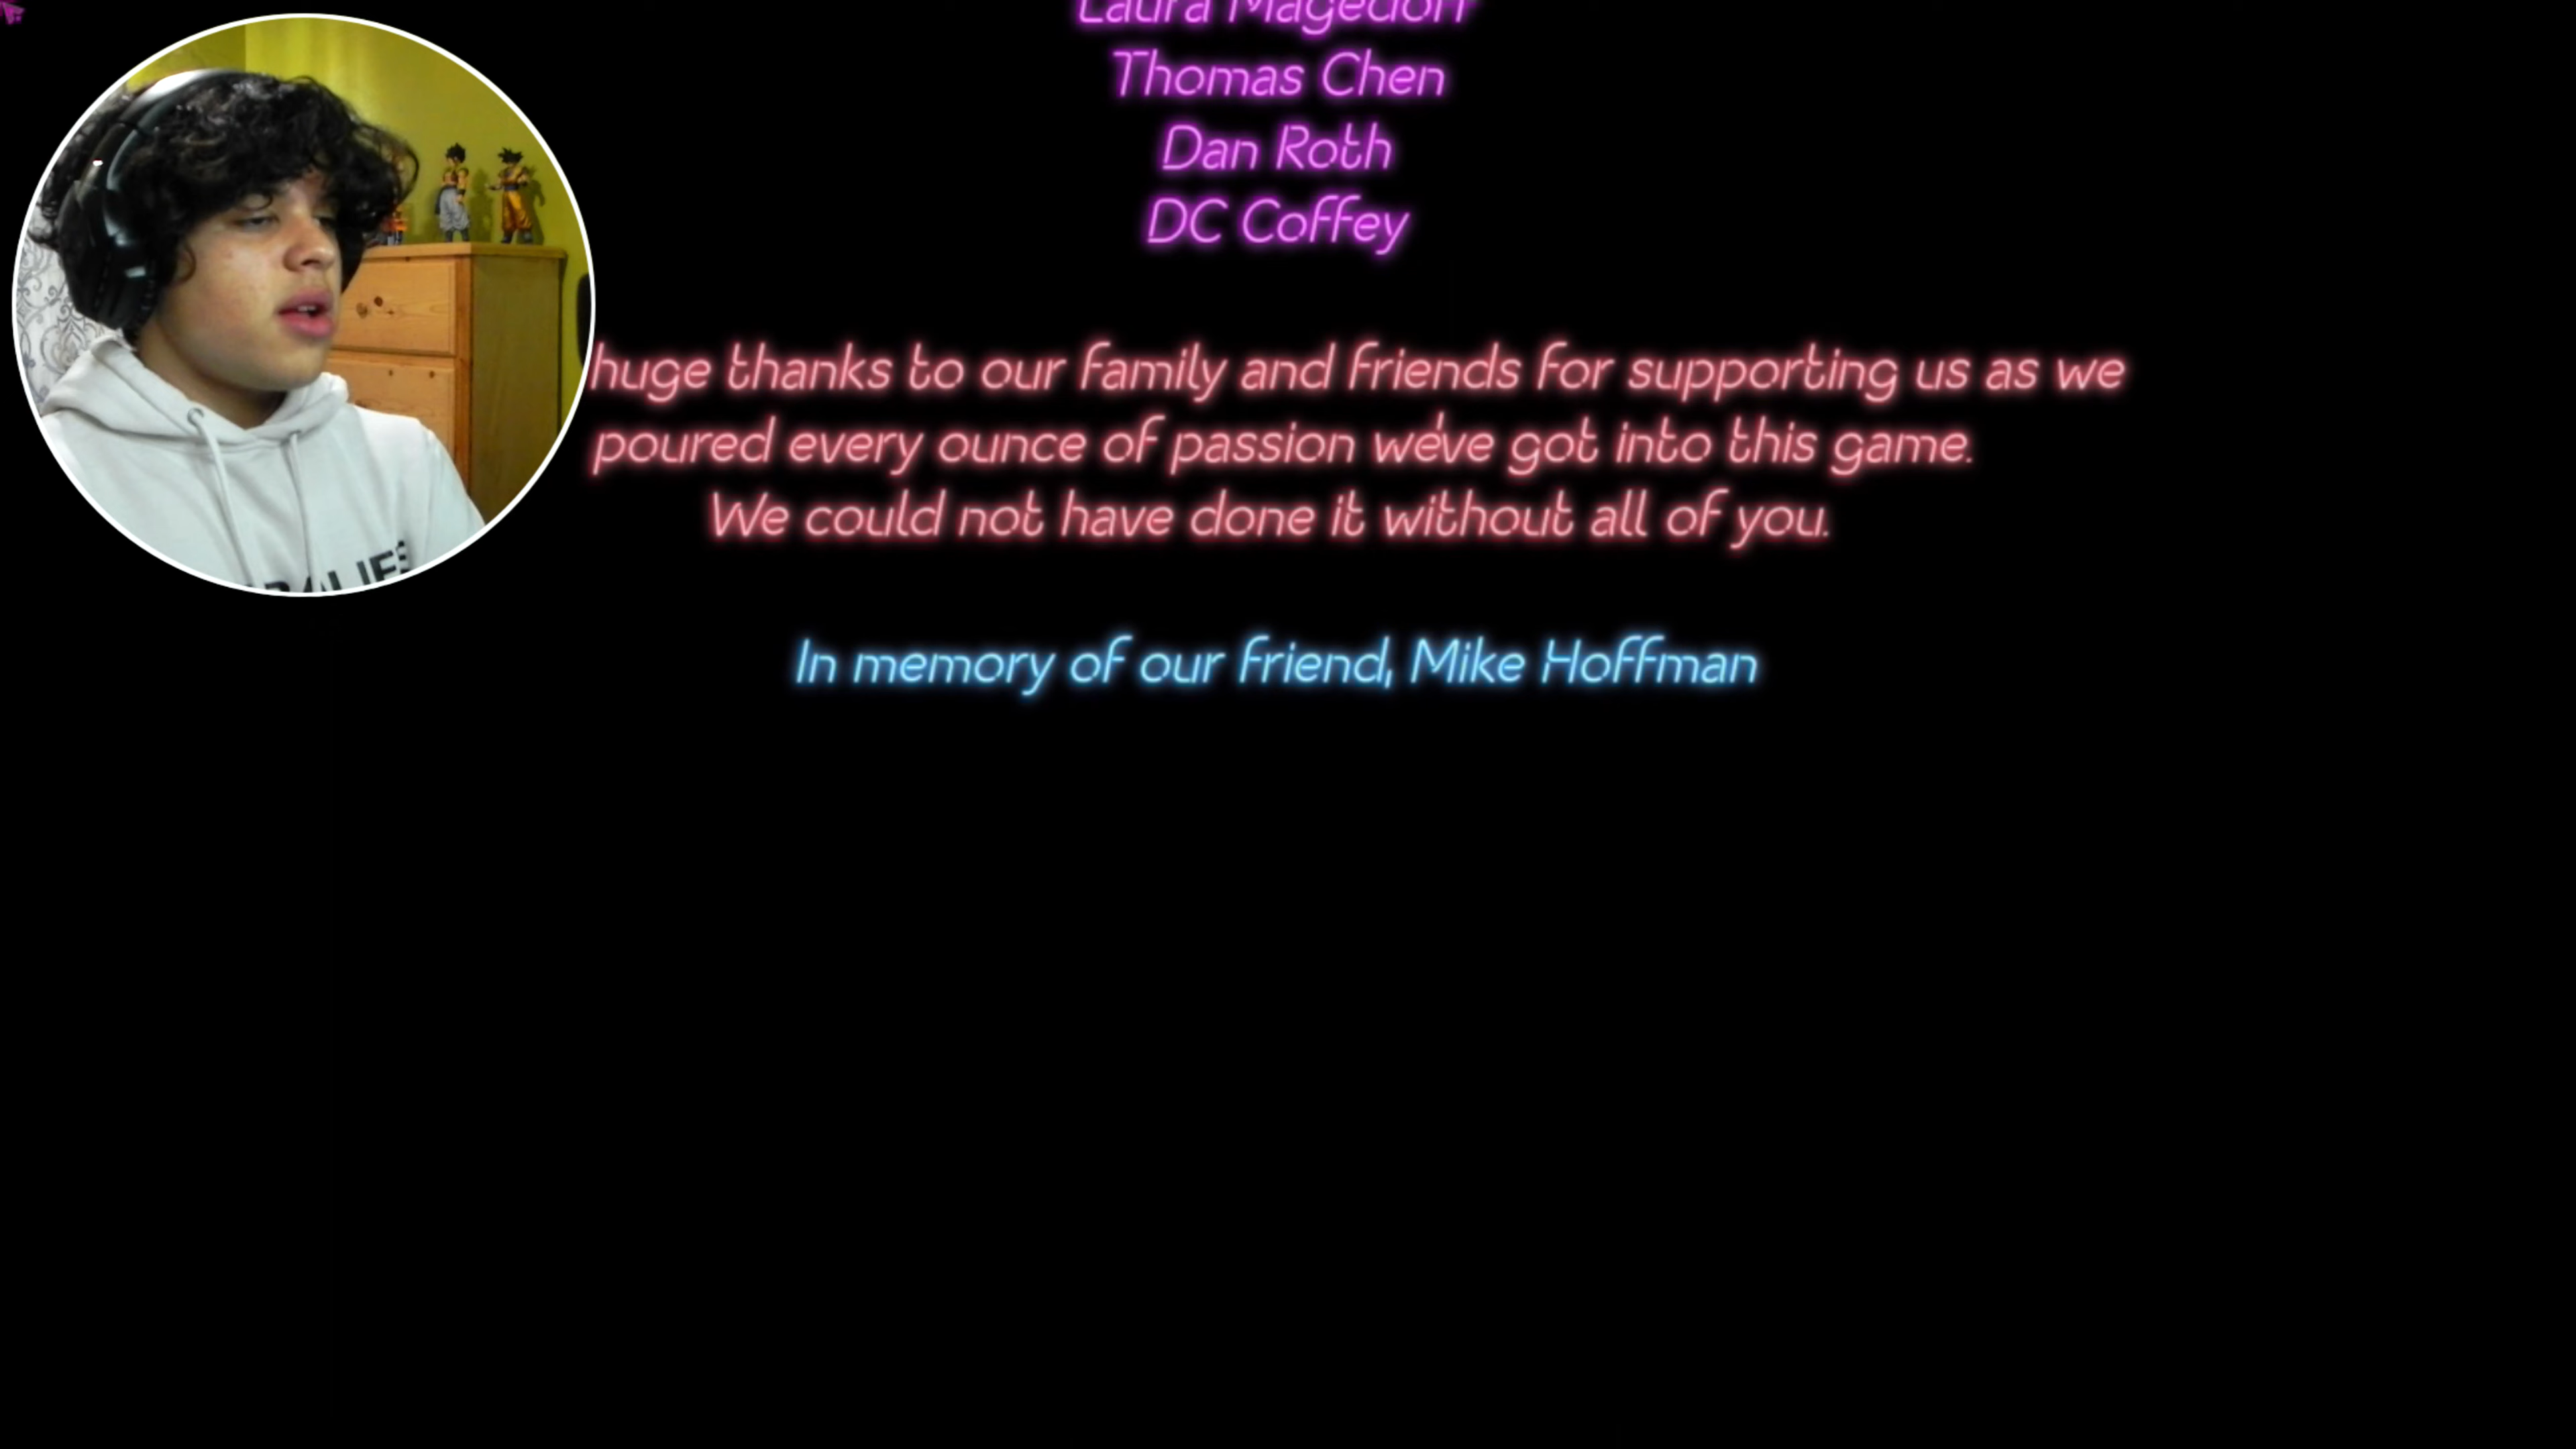 Laura Magedoff
Thomas Chen
Dan Roth
DC Coffey
huge thanks to our family and friends for supporting us as we
poured every ounce of passion we've got into this game.
We could not have done it without all of you.
In memory of our friend, Mike Hoffman